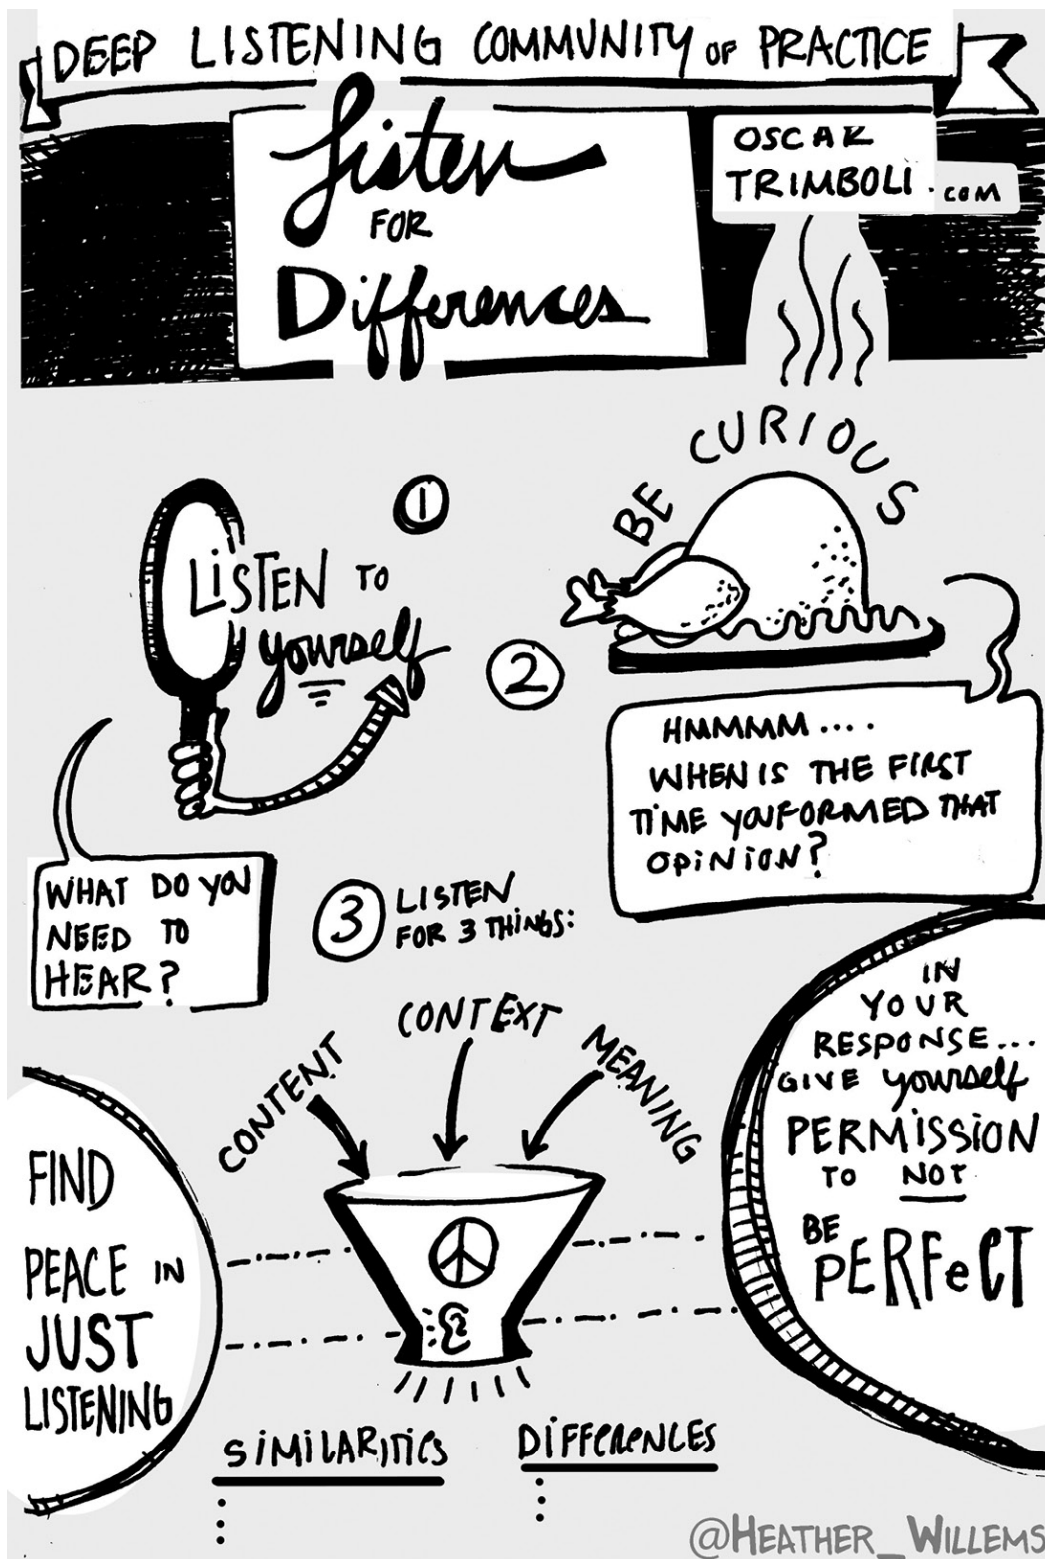 DEEP LISTENING COMMUNITY OF PRACTICE
Listen
FOR
Differences
OSCAR
TRIMBOLI.COM
1
LISTEN TO
yourself
WHAT DO YOU
NEED TO
HEAR?
2
BE CURIOUS
HMMMM....
WHEN IS THE FIRST
TIME YOU FORMED THAT
OPINION?
3
LISTEN
FOR 3 THINGS:
CONTENT
CONTEXT
MEANING
FIND
PEACE IN
JUST
LISTENING
IN
YOUR
RESPONSE...
GIVE yourself
PERMISSION
TO NOT
BE
PERFeCT
SIMILARITIES
DIFFERENCES
@HEATHER_WILLEMS